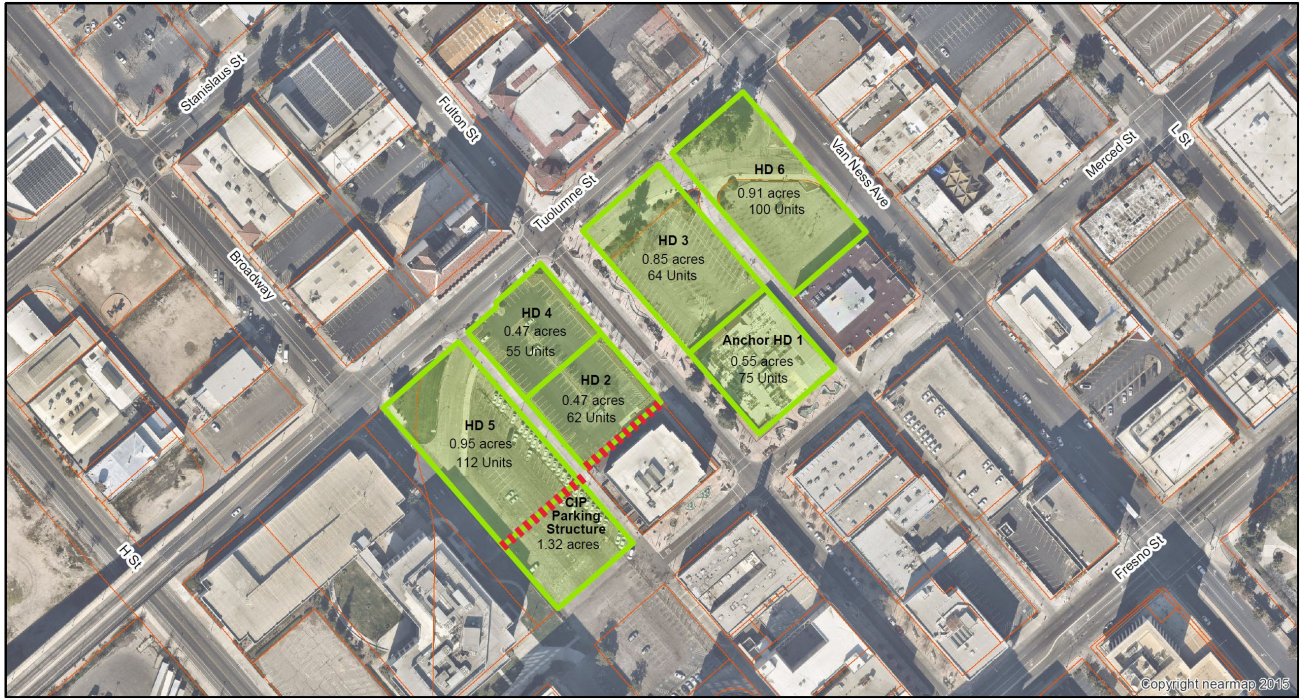 Stanislaus St
Fulton St
Tuolumne St
Van Ness Ave
Merced St
L St
Broadway
H St
Fresno St
HD 6
0.91 acres
100 Units
HD 3
0.85 acres
64 Units
Anchor HD 1
0.55 acres
75 Units
HD 4
0.47 acres
55 Units
HD 2
0.47 acres
62 Units
HD 5
0.95 acres
112 Units
CIP
Parking
Structure
1.32 acres
Copyright nearmap 2015